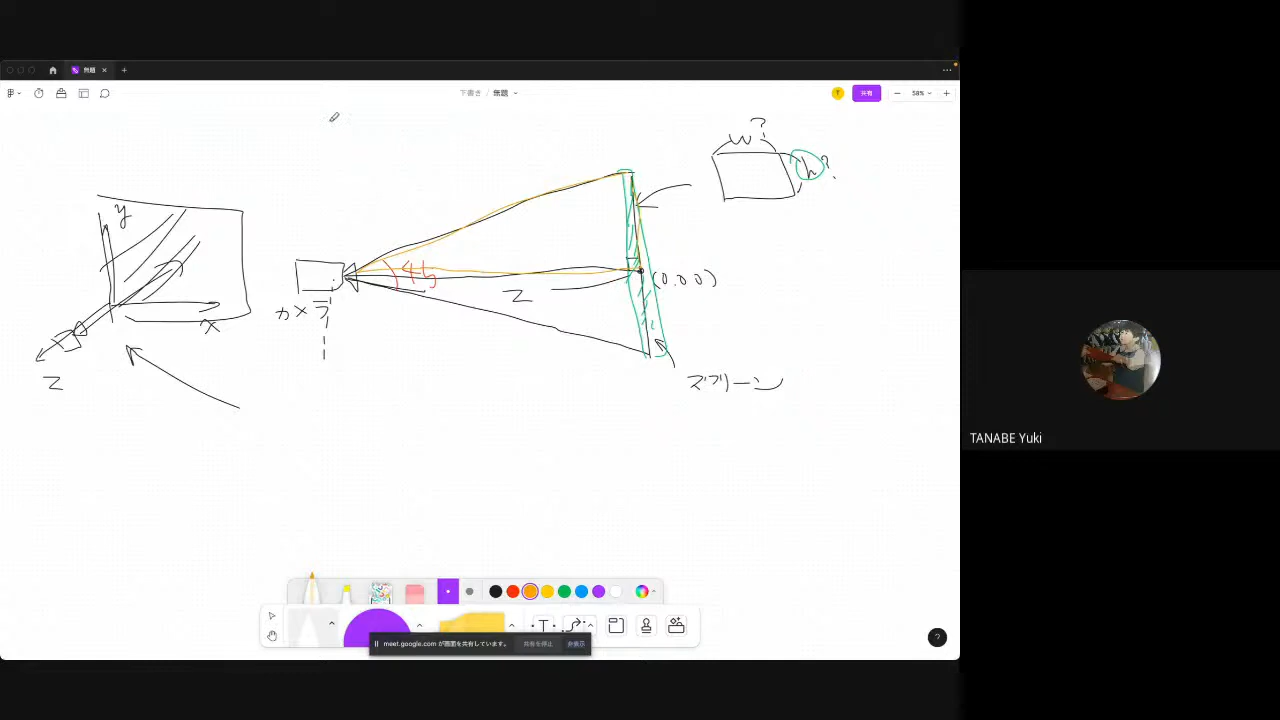 無題
下書き / 無題
共有
58%
W?
h?
y
x
Z
カメラ
45
Z
(0.0.0)
スクリーン
TANABE Yuki
T
meet.google.com が画面を共有しています。
共有を停止
非表示
?